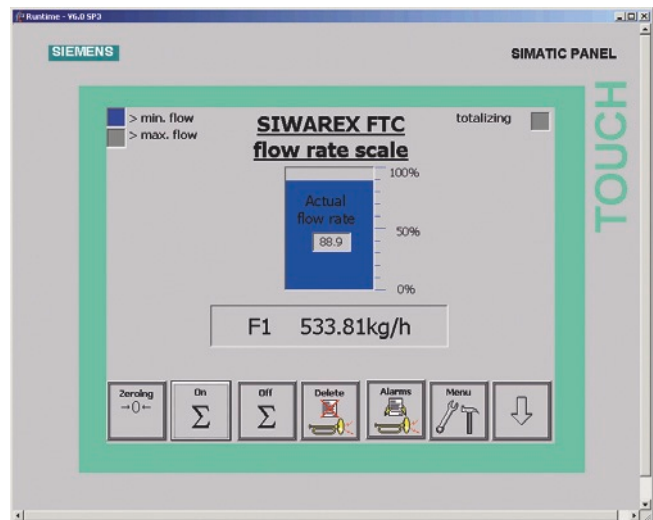 Runtime - V6.0 SP3
SIEMENS
SIMATIC PANEL
TOUCH
> min. flow
> max. flow
SIWAREX FTC
flow rate scale
totalizing
100%
Actual
flow rate
88.9
50%
0%
F1 533.81kg/h
Zeroing
→0←
On
Σ
Off
Σ
Delete
Alarms
Menu